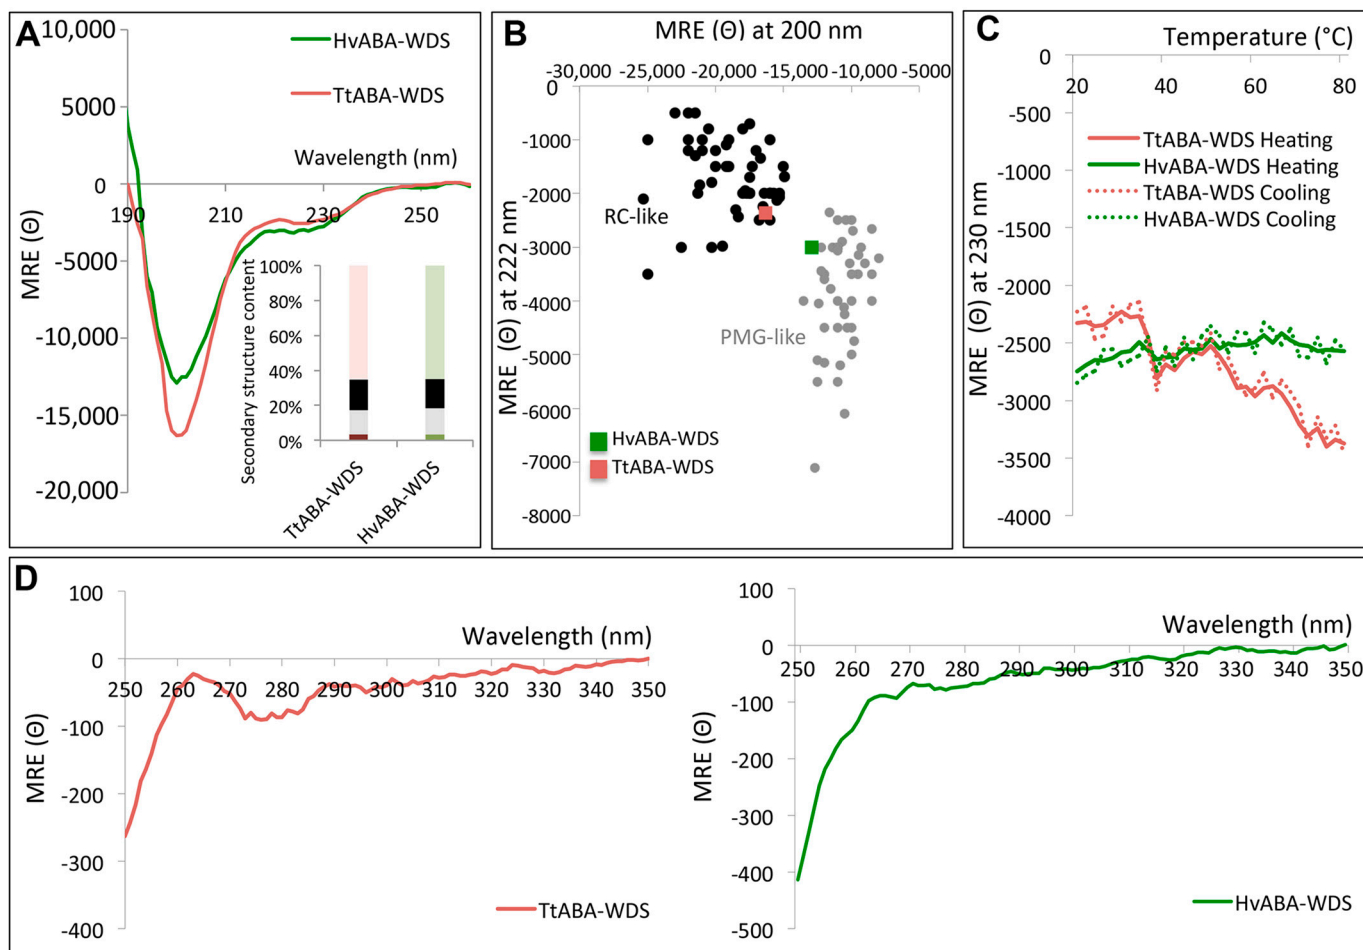 A
10,000
HvABA-WDS
TtABA-WDS
5000
Wavelength (nm)
0
190 210 230 250
MRE (Θ)
-5000
-10,000
-15,000
-20,000
Secondary structure content
100%
80%
60%
40%
20%
0%
TtABA-WDS
HvABA-WDS
B
MRE (Θ) at 200 nm
-30,000 -25,000 -20,000 -15,000 -10,000 -5000
MRE (Θ) at 222 nm
0
-1000
-2000
-3000
-4000
-5000
-6000
-7000
-8000
RC-like
PMG-like
HvABA-WDS
TtABA-WDS
C
Temperature (°C)
20 40 60 80
MRE (Θ) at 230 nm
0
-500
-1000
-1500
-2000
-2500
-3000
-3500
-4000
TtABA-WDS Heating
HvABA-WDS Heating
TtABA-WDS Cooling
HvABA-WDS Cooling
D
100
0
-100
-200
-300
-400
MRE (Θ)
Wavelength (nm)
250 260 270 280 290 300 310 320 330 340 350
TtABA-WDS
100
0
-100
-200
-300
-400
-500
MRE (Θ)
Wavelength (nm)
250 260 270 280 290 300 310 320 330 340 350
HvABA-WDS